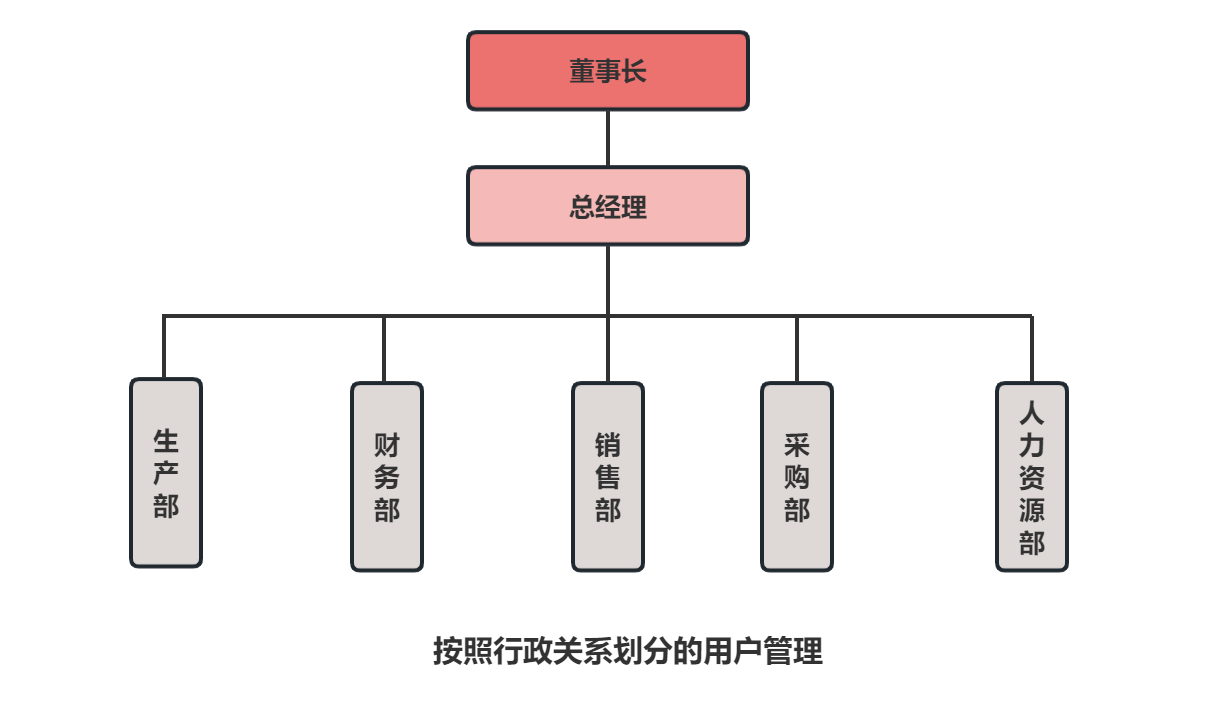 董事长
总经理
生产部
财务部
销售部
采购部
人力资源部
按照行政关系划分的用户管理